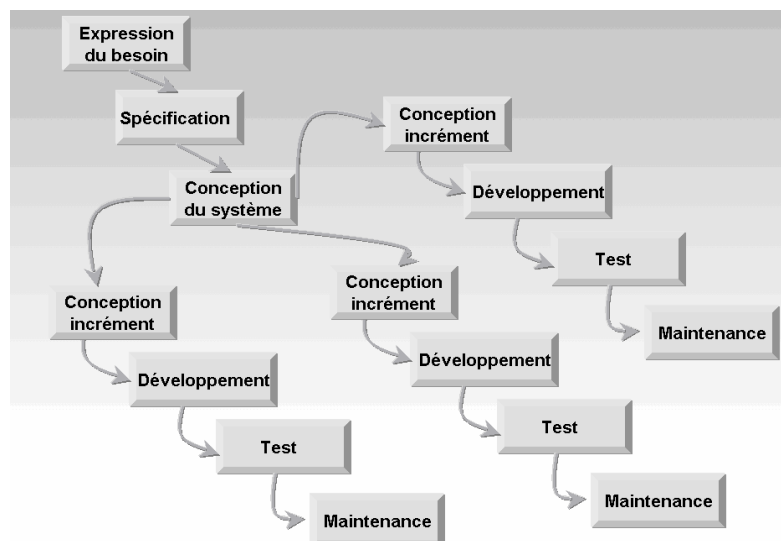 Expression
du besoin
Spécification
Conception
du système
Conception
incrément
Développement
Test
Maintenance
Conception
incrément
Développement
Test
Maintenance
Conception
incrément
Développement
Test
Maintenance